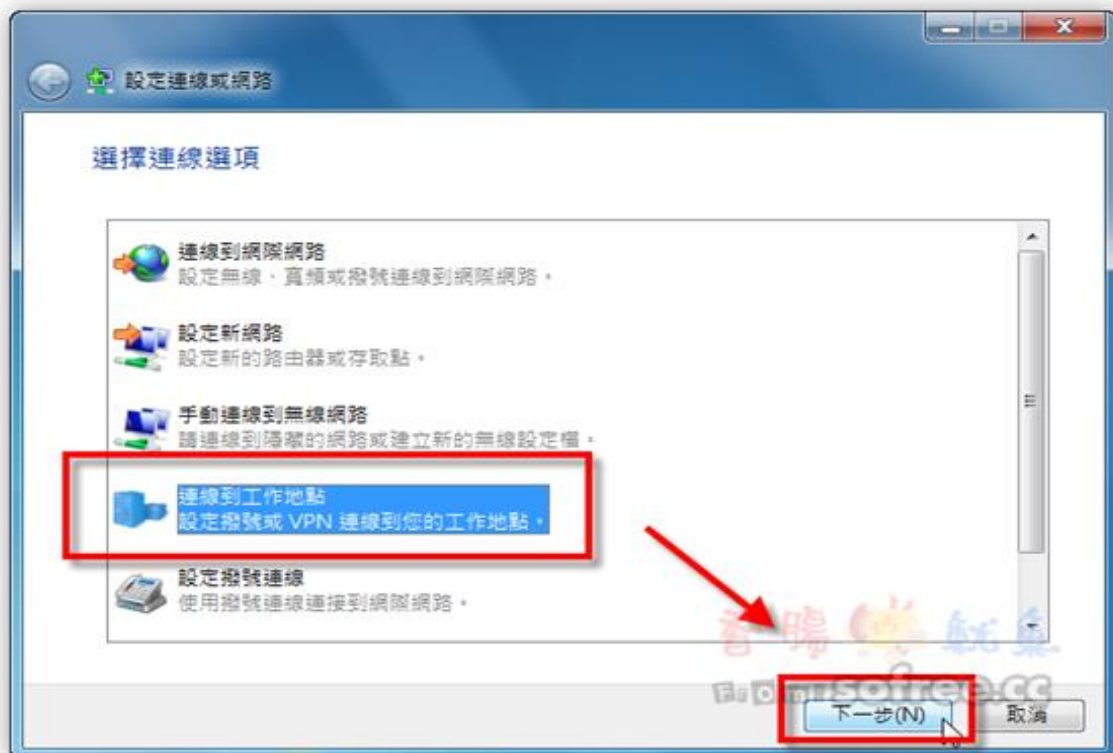 設定連線或網路
選擇連線選項
連線到網際網路
設定無線、寬頻或撥號連線到網際網路。
設定新網路
設定新的路由器或存取點。
手動連線到無線網路
請連線到隱藏的網路或建立新的無線設定檔。
連線到工作地點
設定撥號或 VPN 連線到您的工作地點。
設定撥號連線
使用撥號連線連接到網際網路。
香腸炒魷魚
From:sofree.cc
下一步(N)
取消